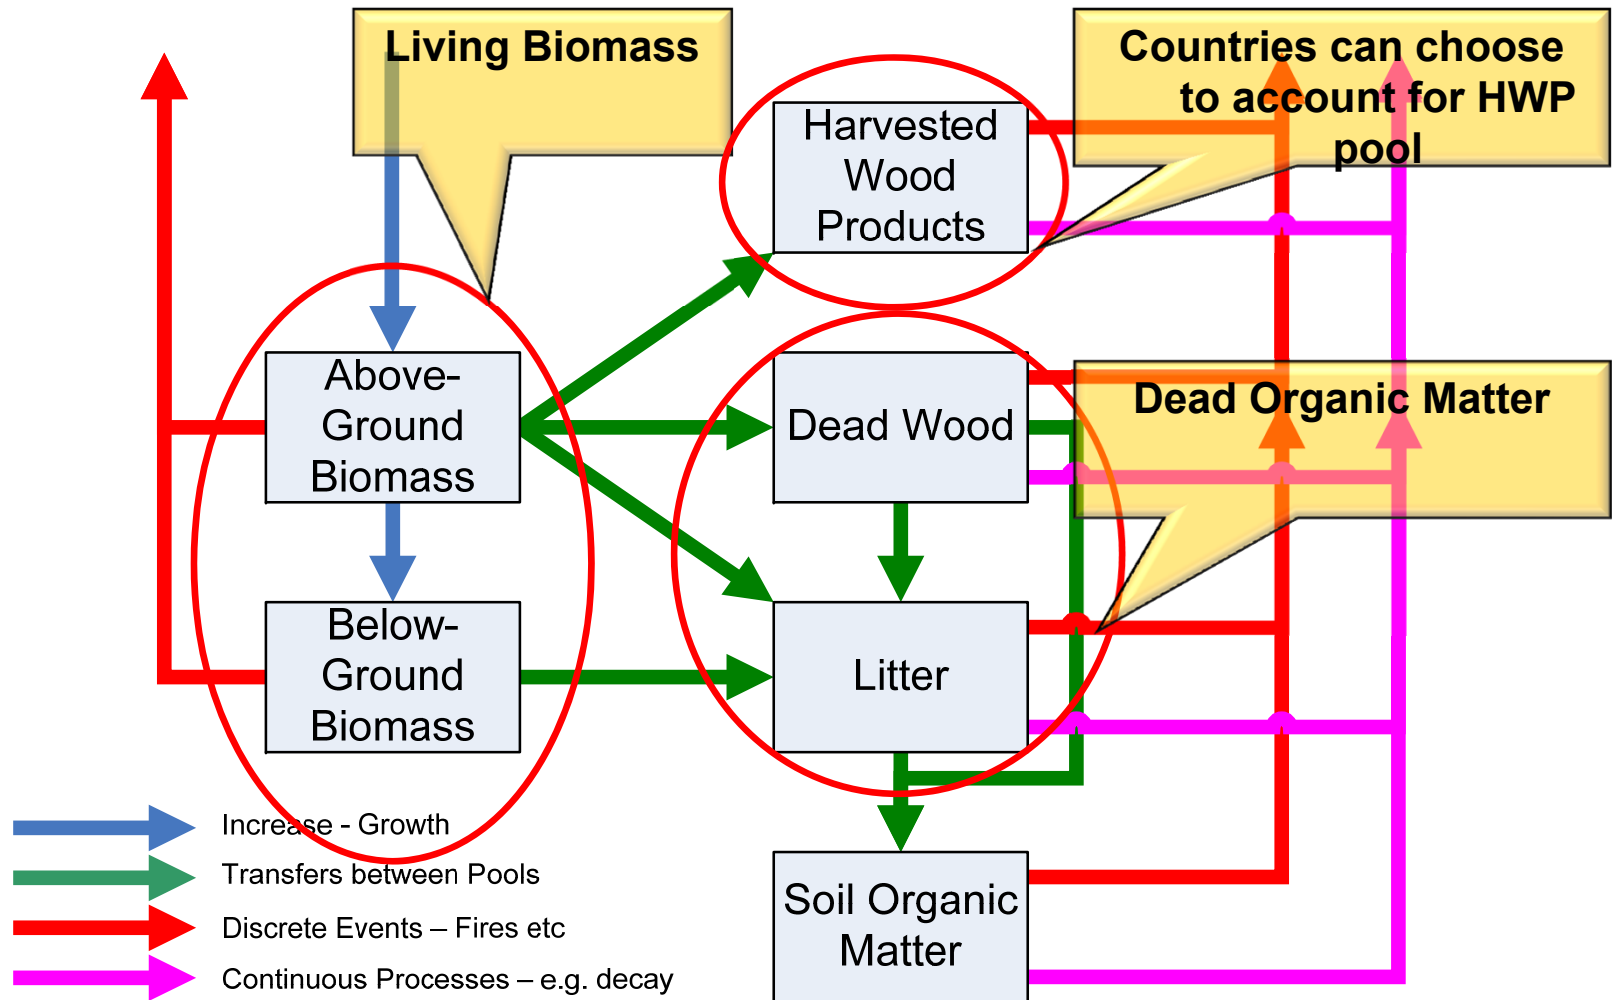 Living Biomass
Countries can choose
to account for HWP
pool
Harvested
Wood
Products
Above-
Ground
Biomass
Dead Wood
Dead Organic Matter
Below-
Ground
Biomass
Litter
Increase - Growth
Transfers between Pools
Discrete Events – Fires etc
Continuous Processes – e.g. decay
Soil Organic
Matter